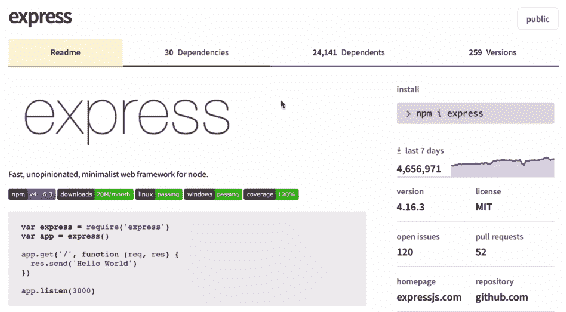 express
public
Readme
30 Dependencies
24,141 Dependents
259 Versions
express
Fast, unopinionated, minimalist web framework for node.
npm v4.16.3 downloads 20M/month linux passing windows passing coverage 100%
var express = require('express')
var app = express()
app.get('/', function (req, res) {
res.send('Hello World')
})
app.listen(3000)
install
> npm i express
last 7 days
4,656,971
version
license
4.16.3
MIT
open issues
pull requests
120
52
homepage
repository
expressjs.com
github.com